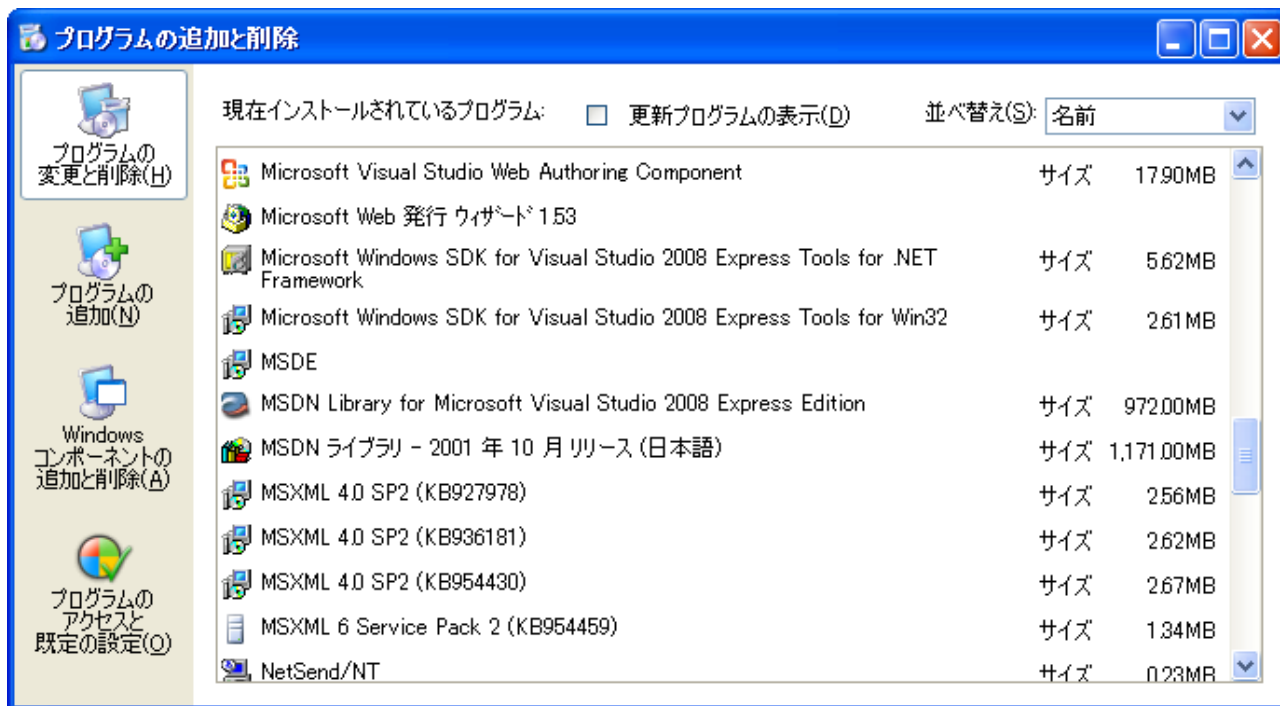 プログラムの追加と削除
プログラムの
変更と削除(H)
プログラムの
追加(N)
Windows
コンポーネントの
追加と削除(A)
プログラムの
アクセスと
既定の設定(O)
現在インストールされているプログラム:
更新プログラムの表示(D)
並べ替え(S): 名前
Microsoft Visual Studio Web Authoring Component サイズ 17.90MB
Microsoft Web 発行 ウィザード 1.53
Microsoft Windows SDK for Visual Studio 2008 Express Tools for .NET サイズ 5.62MB
Framework
Microsoft Windows SDK for Visual Studio 2008 Express Tools for Win32 サイズ 2.61MB
MSDE
MSDN Library for Microsoft Visual Studio 2008 Express Edition サイズ 972.00MB
MSDN ライブラリ - 2001 年 10 月 リリース (日本語) サイズ 1,171.00MB
MSXML 4.0 SP2 (KB927978) サイズ 2.56MB
MSXML 4.0 SP2 (KB936181) サイズ 2.62MB
MSXML 4.0 SP2 (KB954430) サイズ 2.67MB
MSXML 6 Service Pack 2 (KB954459) サイズ 1.34MB
NetSend/NT サイズ 0.23MB